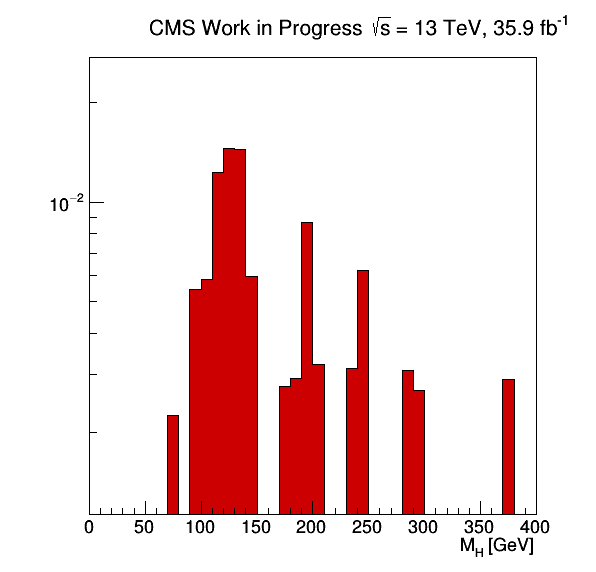 CMS Work in Progress √s = 13 TeV, 35.9 fb⁻¹
10⁻²
0 50 100 150 200 250 300 350 400
M_H [GeV]